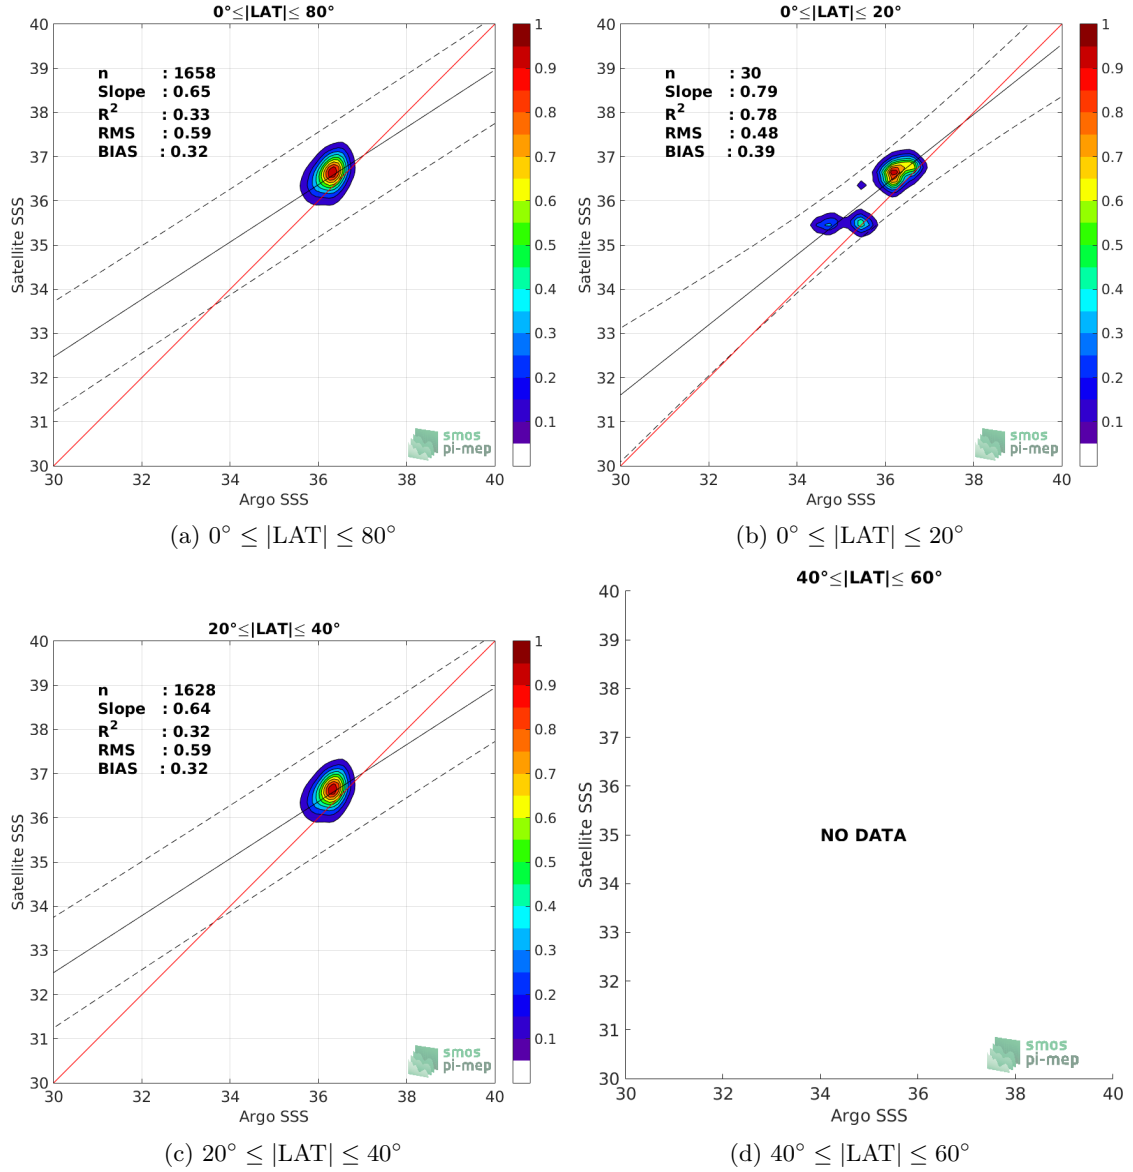 0°≤|LAT|≤ 80°
40
39
38
37
36
35
34
33
32
31
30
30
32
34
36
38
40
Satellite SSS
Argo SSS
n : 1658
Slope : 0.65
R² : 0.33
RMS : 0.59
BIAS : 0.32
smos
pi-mep
1
0.9
0.8
0.7
0.6
0.5
0.4
0.3
0.2
0.1
(a) 0° ≤ |LAT| ≤ 80°
0°≤|LAT|≤ 20°
40
39
38
37
36
35
34
33
32
31
30
30
32
34
36
38
40
Satellite SSS
Argo SSS
n : 30
Slope : 0.79
R² : 0.78
RMS : 0.48
BIAS : 0.39
smos
pi-mep
1
0.9
0.8
0.7
0.6
0.5
0.4
0.3
0.2
0.1
(b) 0° ≤ |LAT| ≤ 20°
20°≤|LAT|≤ 40°
40
39
38
37
36
35
34
33
32
31
30
30
32
34
36
38
40
Satellite SSS
Argo SSS
n : 1628
Slope : 0.64
R² : 0.32
RMS : 0.59
BIAS : 0.32
smos
pi-mep
1
0.9
0.8
0.7
0.6
0.5
0.4
0.3
0.2
0.1
(c) 20° ≤ |LAT| ≤ 40°
40°≤|LAT|≤ 60°
40
39
38
37
36
35
34
33
32
31
30
30
32
34
36
38
40
Satellite SSS
Argo SSS
NO DATA
smos
pi-mep
(d) 40° ≤ |LAT| ≤ 60°